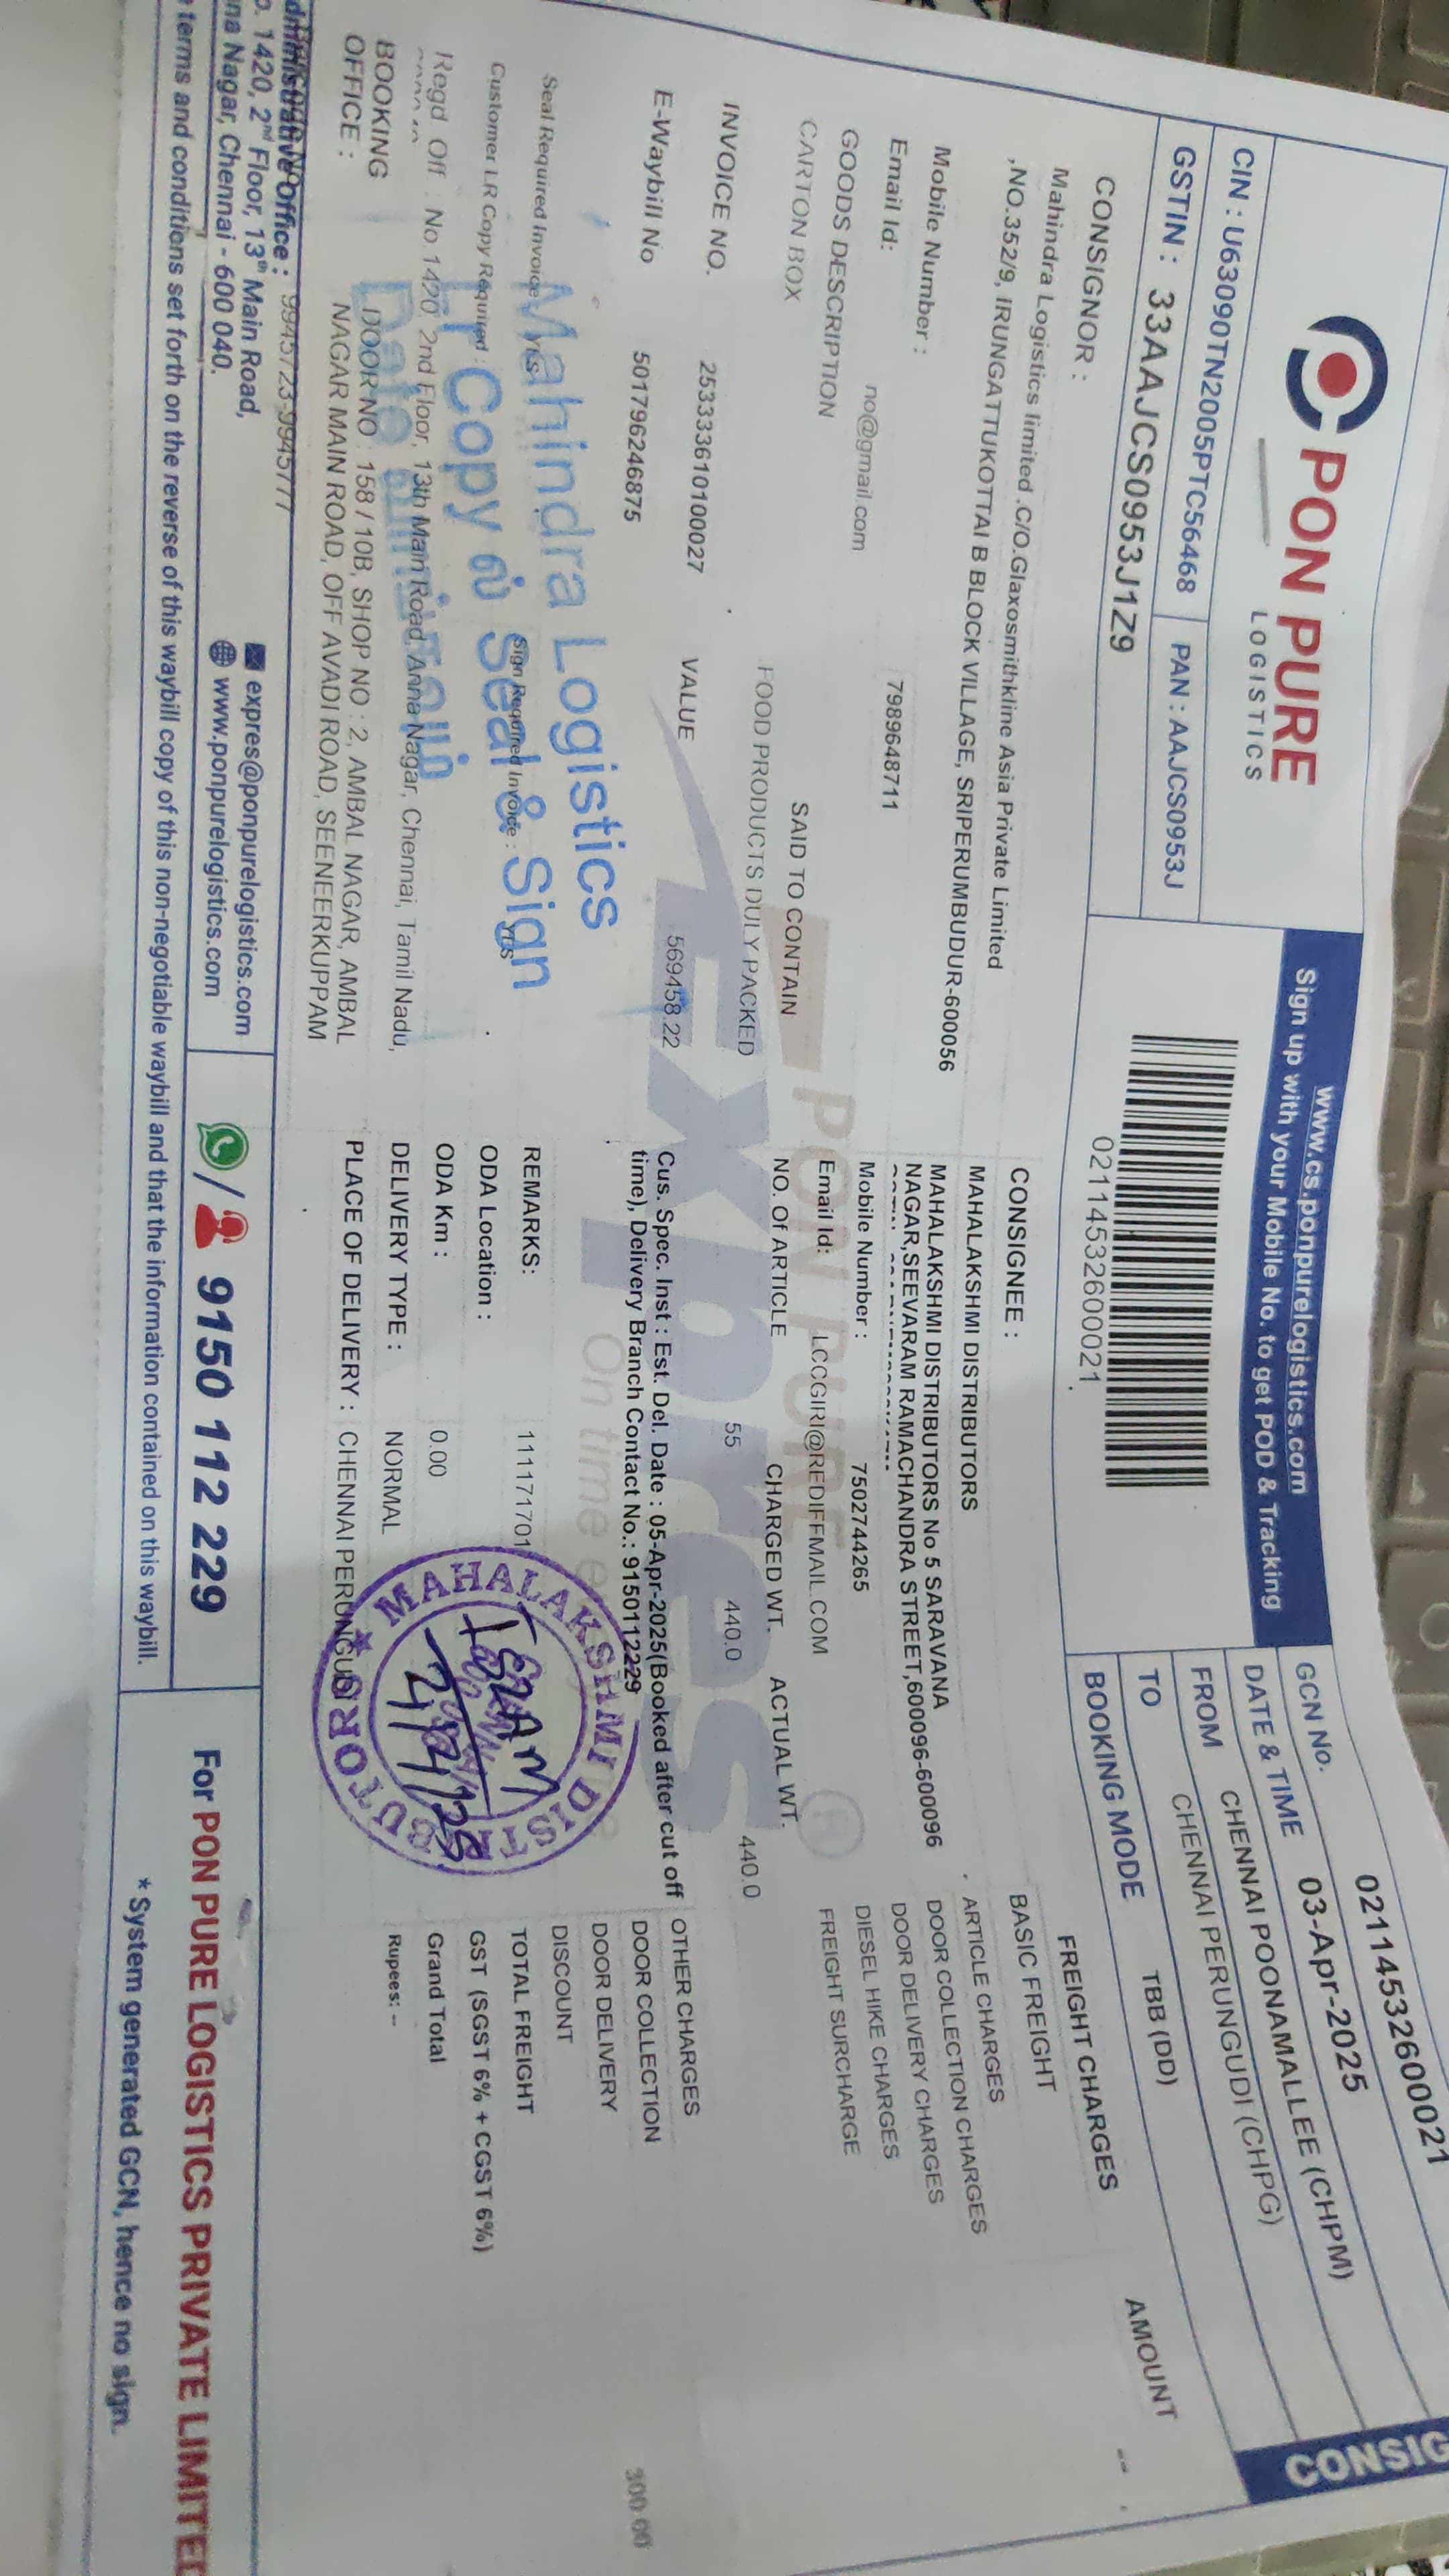 PON PURE
LOGISTICS
CIN : U63090TN2005PTC56468
PAN : AAJCS0953J
GSTIN : 33AAJCS0953J1Z9
www.cs.ponpurelogistics.com
Sign up with your Mobile No. to get POD & Tracking
0211453260002​1
GCN No. 02114532600021
DATE & TIME 03-Apr-2025
FROM CHENNAI POONAMALLEE (CHPM)
TO CHENNAI PERUNGUDI (CHPG)
BOOKING MODE TBB (DD)
CONSIG
CONSIGNOR :
Mahindra Logistics limited .C/O.Glaxosmithkline Asia Private Limited
,NO.352/9, IRUNGATTUKOTTAI B BLOCK VILLAGE, SRIPERUMBUDUR-600056
Mobile Number : 7989648711
Email Id: no@gmail.com
GOODS DESCRIPTION
SAID TO CONTAIN
CARTON BOX
FOOD PRODUCTS DULY PACKED
INVOICE NO. 2533336101000​27
VALUE 569458.22
E-Waybill No 501796246875
CONSIGNEE :
MAHALAKSHMI DISTRIBUTORS
MAHALAKSHMI DISTRIBUTORS No 5 SARAVANA
NAGAR,SEEVARAM RAMACHANDRA STREET,600096-600096
Mobile Number : 7502744265
Email Id: LCCGIRI@REDIFFMAIL.COM
NO. Of ARTICLE CHARGED WT. ACTUAL WT.
55 440.0 440.0
PON PURE
Expres
On time e
Cus. Spec. Inst : Est. Del. Date : 05-Apr-2025(Booked after cut off
time), Delivery Branch Contact No.: 9150112229
FREIGHT CHARGES AMOUNT
BASIC FREIGHT --
ARTICLE CHARGES
DOOR COLLECTION CHARGES
DOOR DELIVERY CHARGES
DIESEL HIKE CHARGES
FREIGHT SURCHARGE
OTHER CHARGES
DOOR COLLECTION 300.00
DOOR DELIVERY
DISCOUNT
TOTAL FREIGHT
GST (SGST 6% + CGST 6%)
Grand Total
Rupees: --
Mahindra Logistics
Lr Copy ல் Seal & Sign
Seal Required Invoice : YES
Sign Required Invoice : YES
Customer LR Copy Required :
Regd. Off : No 1420, 2nd Floor, 13th Main Road, Anna Nagar, Chennai, Tamil Nadu,
BOOKING
OFFICE :
DOOR NO : 158 / 10B, SHOP NO : 2, AMBAL NAGAR, AMBAL
NAGAR MAIN ROAD, OFF AVADI ROAD, SEENEERKUPPAM
REMARKS: 111171701
ODA Location :
ODA Km : 0.00
DELIVERY TYPE : NORMAL
PLACE OF DELIVERY : CHENNAI PERUNGUDI
MAHALAKSHMI DISTRIBUTORS
dministrative Office :
o. 1420, 2nd Floor, 13th Main Road,
na Nagar, Chennai - 600 040.
expres@ponpurelogistics.com
www.ponpurelogistics.com
9150 112 229
For PON PURE LOGISTICS PRIVATE LIMITED
terms and conditions set forth on the reverse of this waybill copy of this non-negotiable waybill and that the information contained on this waybill.
* System generated GCN, hence no sign.